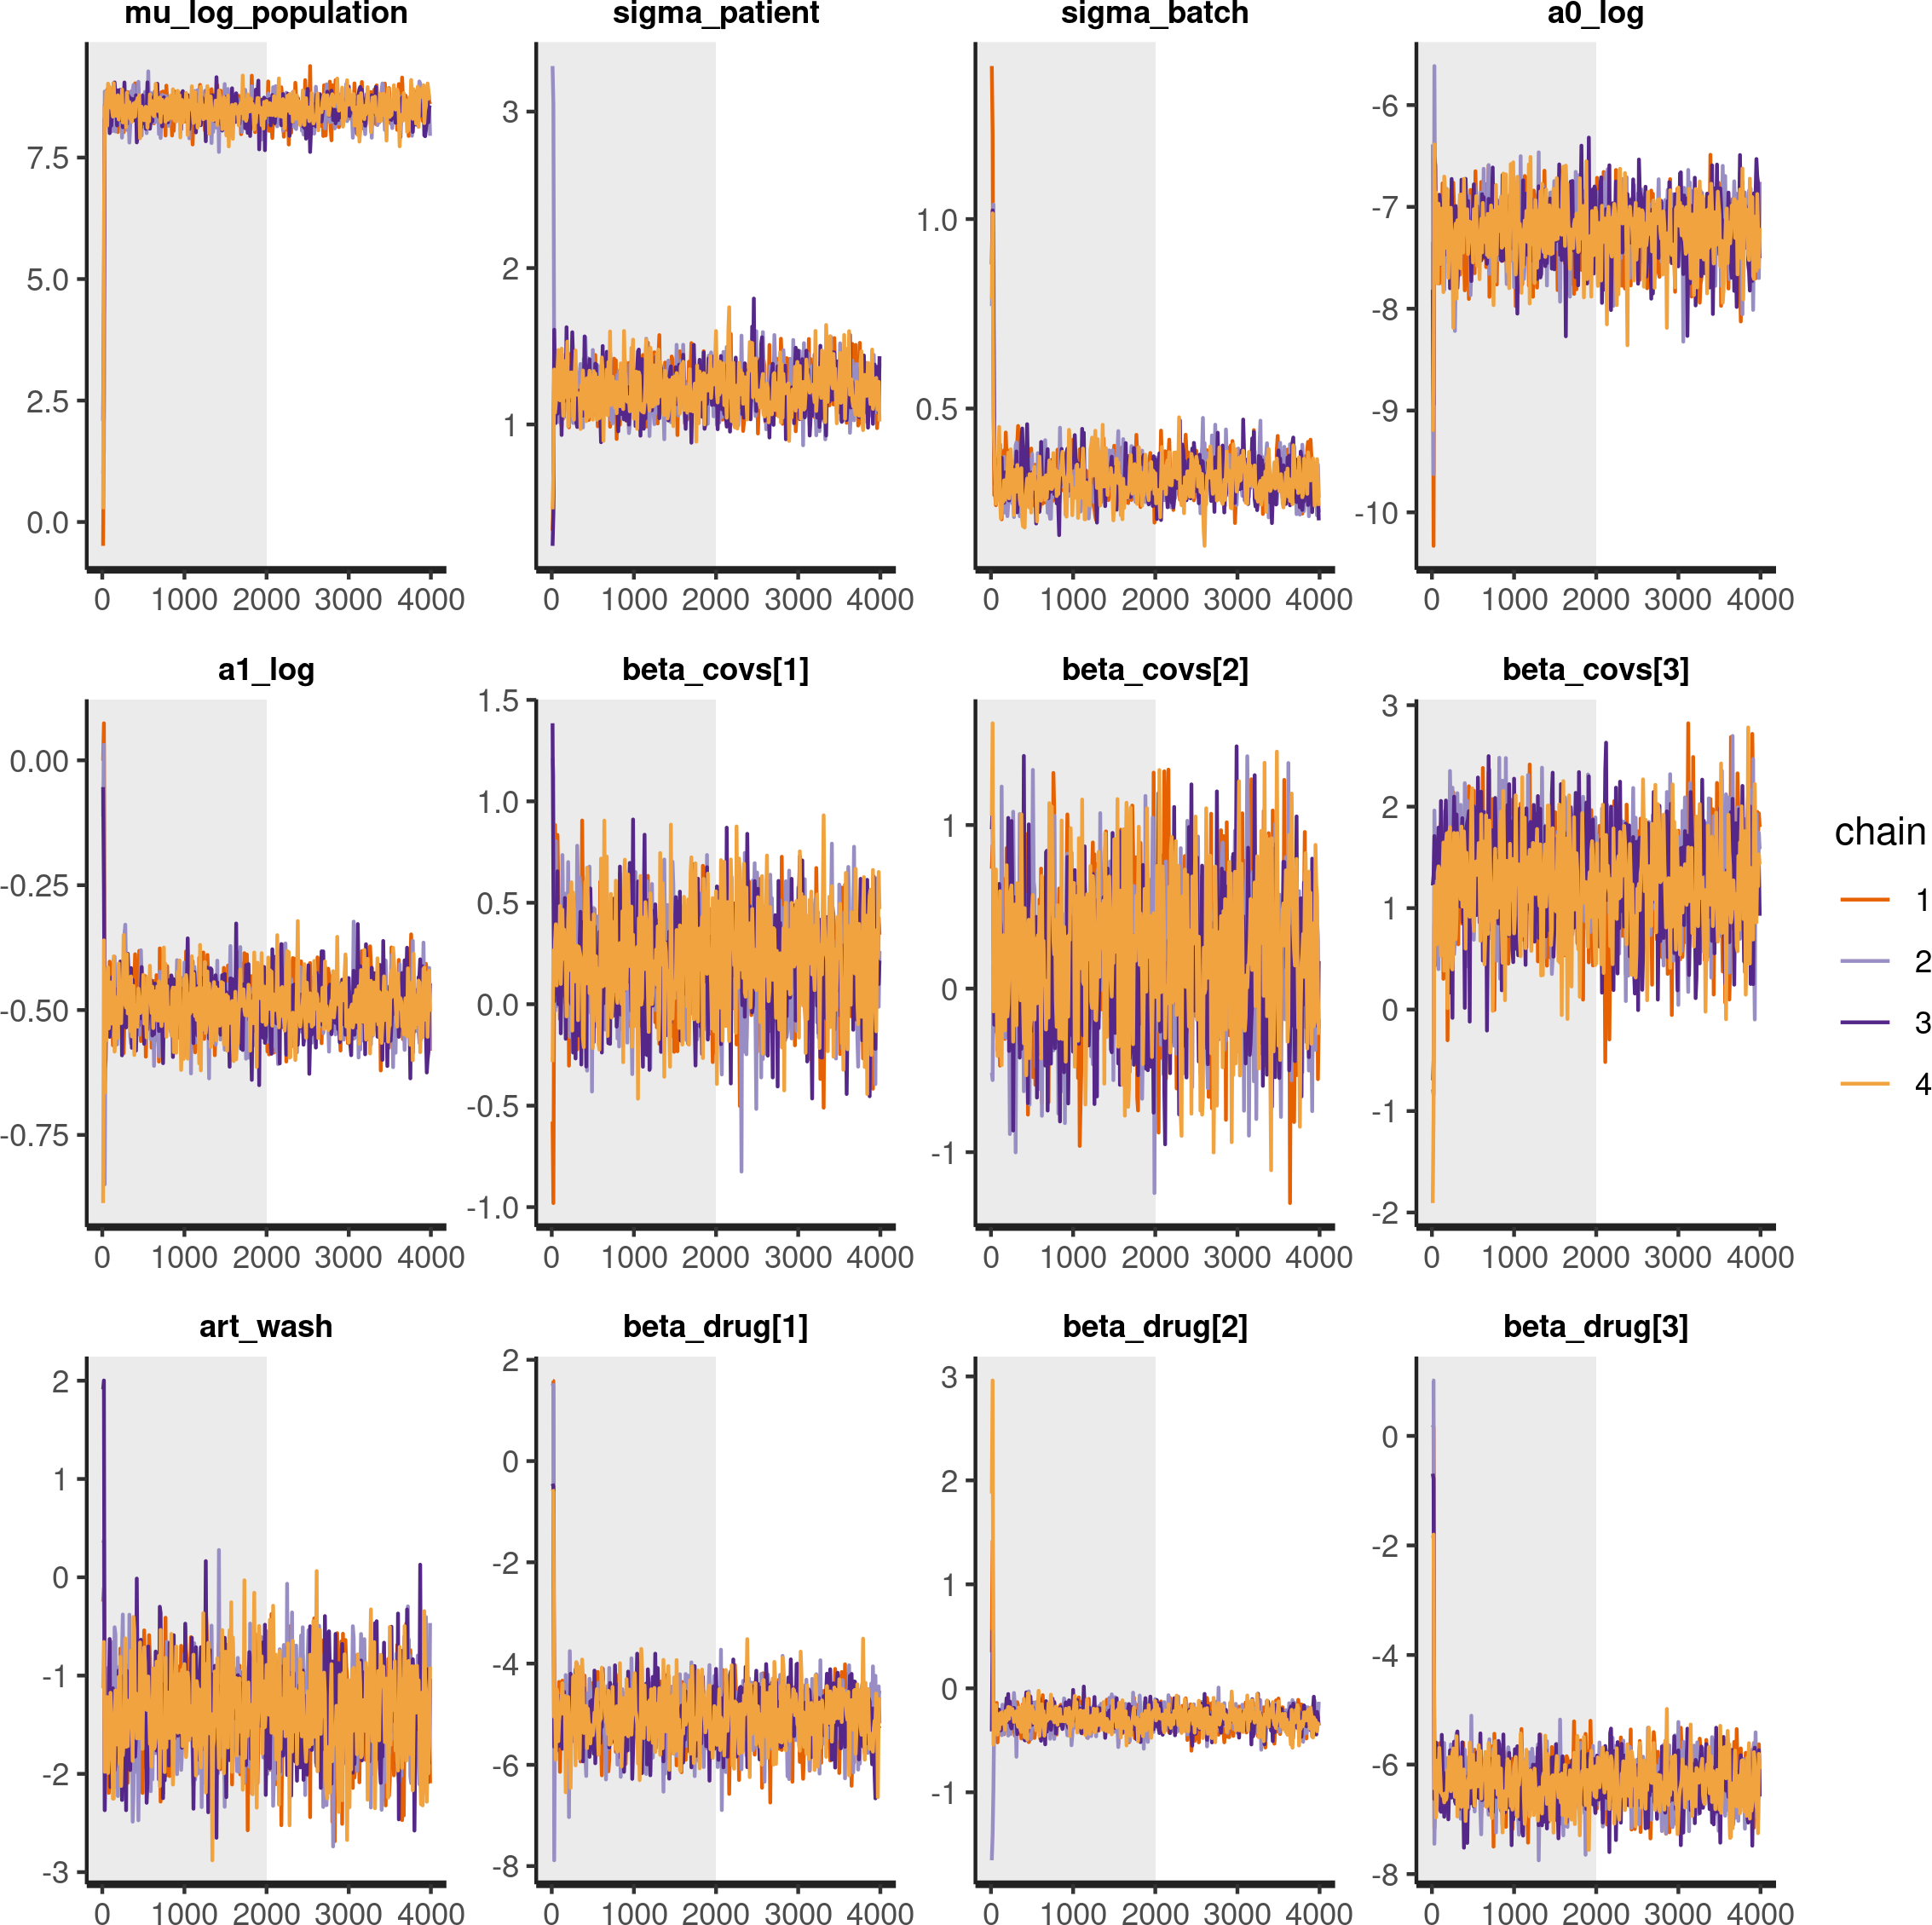 mu_log_population sigma_patient sigma_batch a0_log
7.5 5.0 2.5 0.0
3 2 1
1.0 0.5
-6 -7 -8 -9 -10
0 1000 2000 3000 4000 0 1000 2000 3000 4000 0 1000 2000 3000 4000 0 1000 2000 3000 4000
a1_log beta_covs[1] beta_covs[2] beta_covs[3]
0.00 -0.25 -0.50 -0.75
1.5 1.0 0.5 0.0 -0.5 -1.0
1 0 -1
3 2 1 0 -1 -2
0 1000 2000 3000 4000 0 1000 2000 3000 4000 0 1000 2000 3000 4000 0 1000 2000 3000 4000
chain
1
2
3
4
art_wash beta_drug[1] beta_drug[2] beta_drug[3]
2 1 0 -1 -2 -3
2 0 -2 -4 -6 -8
3 2 1 0 -1
0 -2 -4 -6 -8
0 1000 2000 3000 4000 0 1000 2000 3000 4000 0 1000 2000 3000 4000 0 1000 2000 3000 4000